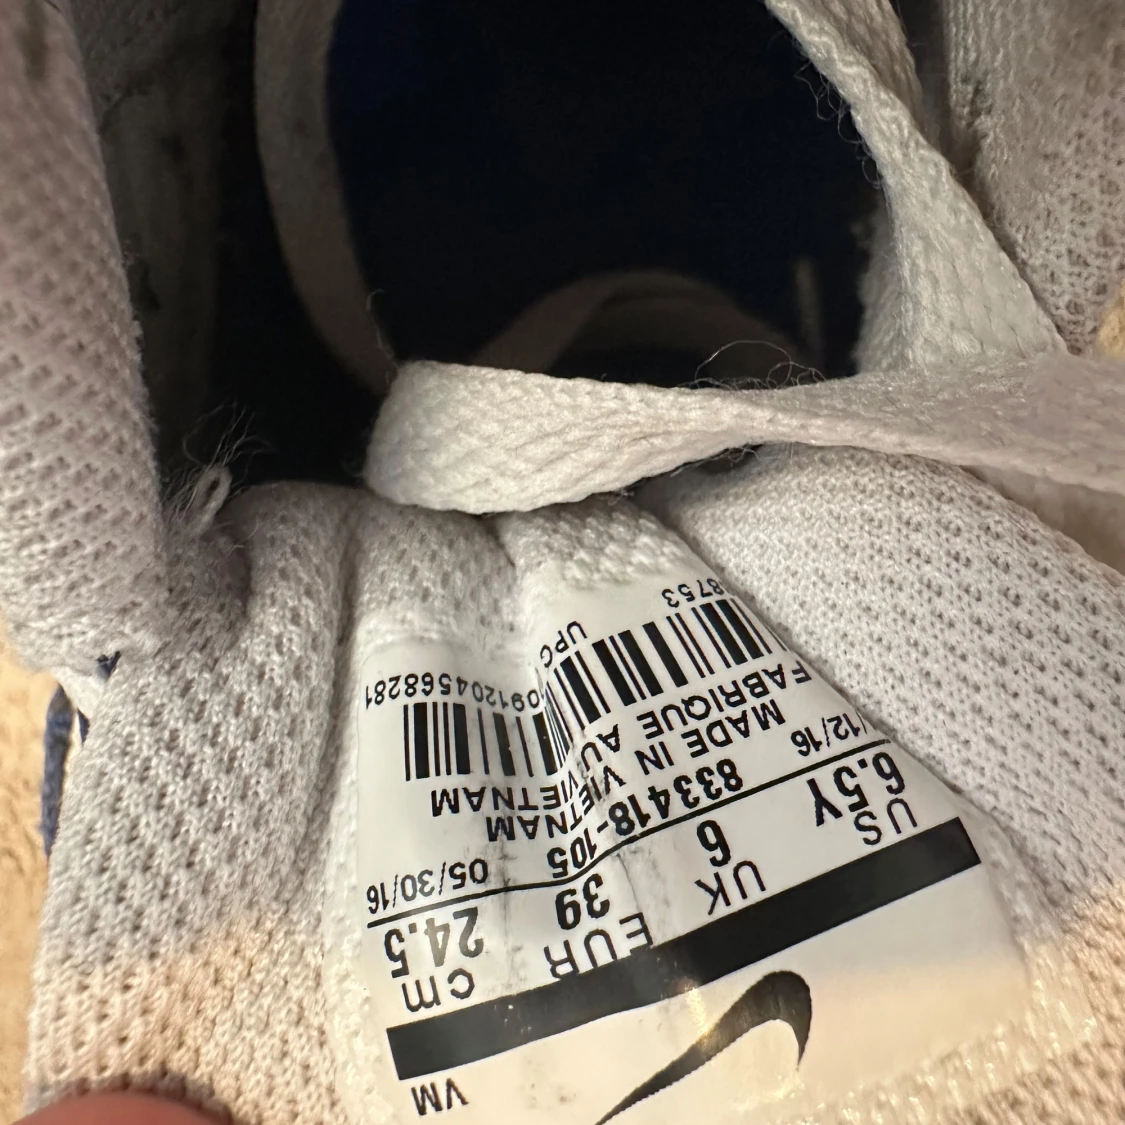 VM
US UK EUR cm
6.5Y 6 39 24.5
/12/16 05/30/16
833418-105
MADE IN VIETNAM
FABRIQUE AU VIETNAM
UPC 091204568281
8753